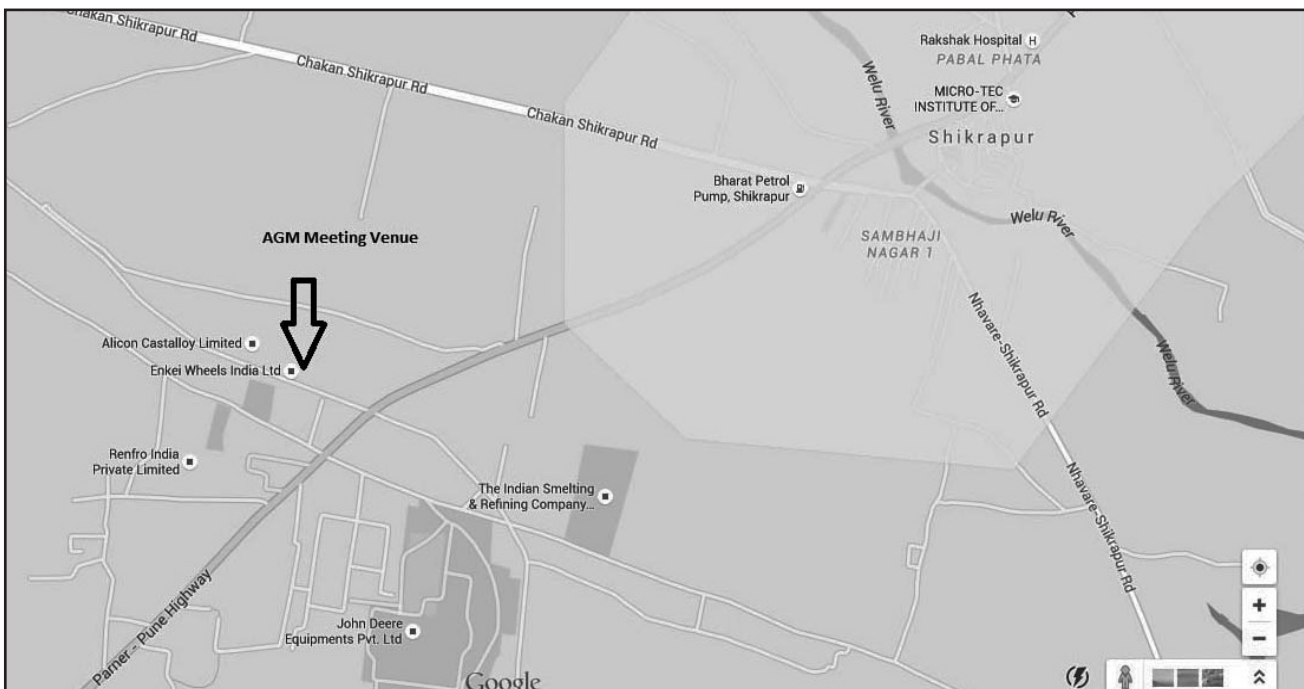 Chakan Shikrapur Rd
Chakan Shikrapur Rd
Chakan Shikrapur Rd
Rakshak Hospital H
PABAL PHATA
Welu River
MICRO-TEC
INSTITUTE OF...
Shikrapur
Bharat Petrol
Pump, Shikrapur
Welu River
SAMBHAJI
NAGAR 1
AGM Meeting Venue
Nhavare-Shikrapur Rd
Alicon Castalloy Limited
Enkei Wheels India Ltd
Welu River
Renfro India
Private Limited
The Indian Smelting
& Refining Company...
Nhavare-Shikrapur Rd
Parner - Pune Highway
John Deere
Equipments Pvt. Ltd
Google